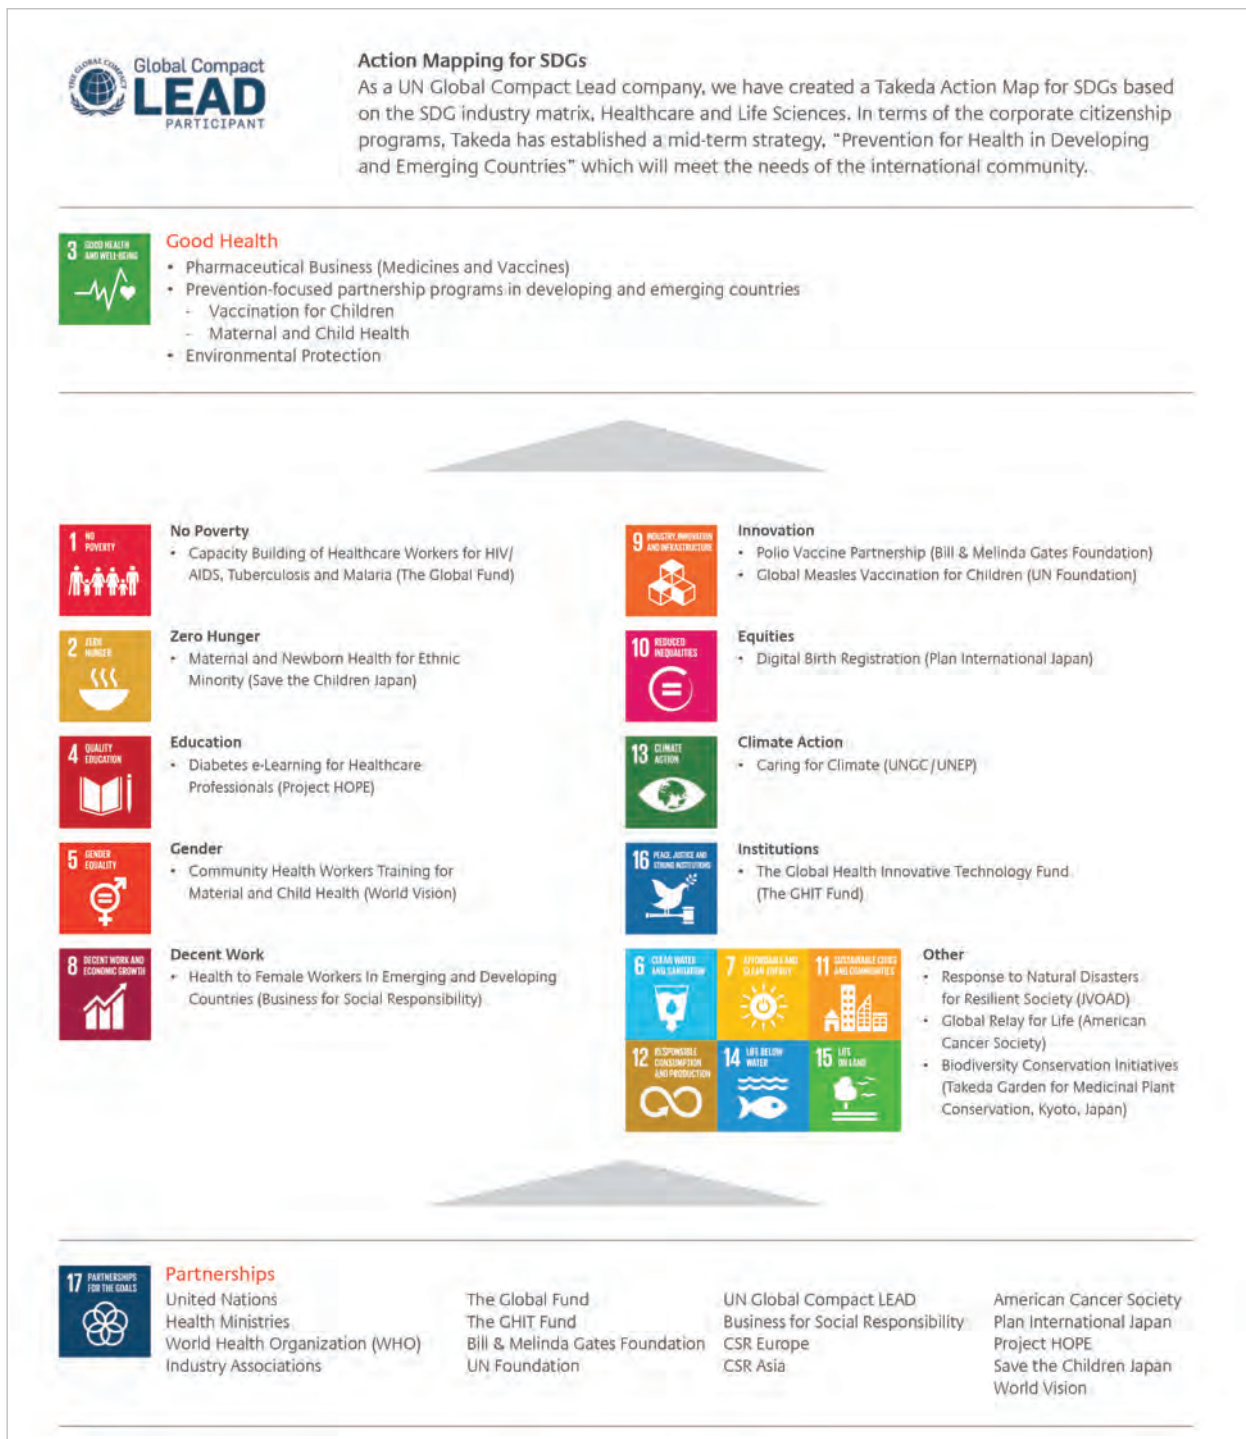 THE GLOBAL COMPACT
Global Compact
LEAD
PARTICIPANT
Action Mapping for SDGs
As a UN Global Compact Lead company, we have created a Takeda Action Map for SDGs based
on the SDG industry matrix, Healthcare and Life Sciences. In terms of the corporate citizenship
programs, Takeda has established a mid-term strategy, “Prevention for Health in Developing
and Emerging Countries” which will meet the needs of the international community.
3 GOOD HEALTH
AND WELL-BEING
Good Health
• Pharmaceutical Business (Medicines and Vaccines)
• Prevention-focused partnership programs in developing and emerging countries
- Vaccination for Children
- Maternal and Child Health
• Environmental Protection
1 NO
POVERTY
No Poverty
• Capacity Building of Healthcare Workers for HIV/
AIDS, Tuberculosis and Malaria (The Global Fund)
2 ZERO
HUNGER
Zero Hunger
• Maternal and Newborn Health for Ethnic
Minority (Save the Children Japan)
4 QUALITY
EDUCATION
Education
• Diabetes e-Learning for Healthcare
Professionals (Project HOPE)
5 GENDER
EQUALITY
Gender
• Community Health Workers Training for
Material and Child Health (World Vision)
8 DECENT WORK AND
ECONOMIC GROWTH
Decent Work
• Health to Female Workers In Emerging and Developing
Countries (Business for Social Responsibility)
9 INDUSTRY, INNOVATION
AND INFRASTRUCTURE
Innovation
• Polio Vaccine Partnership (Bill & Melinda Gates Foundation)
• Global Measles Vaccination for Children (UN Foundation)
10 REDUCED
INEQUALITIES
Equities
• Digital Birth Registration (Plan International Japan)
13 CLIMATE
ACTION
Climate Action
• Caring for Climate (UNGC/UNEP)
16 PEACE, JUSTICE AND
STRONG INSTITUTIONS
Institutions
• The Global Health Innovative Technology Fund
(The GHIT Fund)
6 CLEAN WATER
AND SANITATION
7 AFFORDABLE AND
CLEAN ENERGY
11 SUSTAINABLE CITIES
AND COMMUNITIES
12 RESPONSIBLE
CONSUMPTION
AND PRODUCTION
14 LIFE BELOW
WATER
15 LIFE
ON LAND
Other
• Response to Natural Disasters
for Resilient Society (JVOAD)
• Global Relay for Life (American
Cancer Society)
• Biodiversity Conservation Initiatives
(Takeda Garden for Medicinal Plant
Conservation, Kyoto, Japan)
17 PARTNERSHIPS
FOR THE GOALS
Partnerships
United Nations
Health Ministries
World Health Organization (WHO)
Industry Associations
The Global Fund
The GHIT Fund
Bill & Melinda Gates Foundation
UN Foundation
UN Global Compact LEAD
Business for Social Responsibility
CSR Europe
CSR Asia
American Cancer Society
Plan International Japan
Project HOPE
Save the Children Japan
World Vision